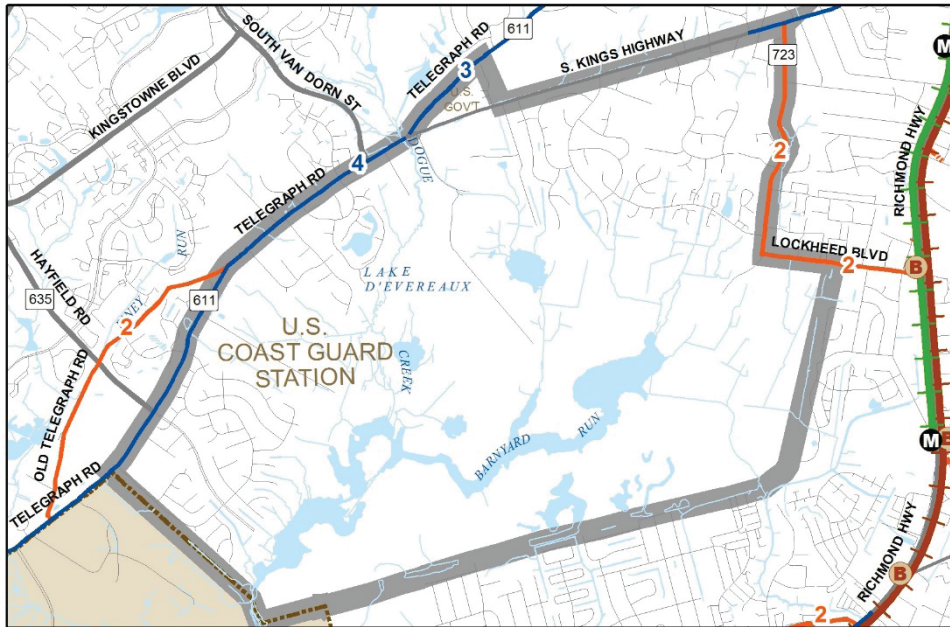 KINGSTOWNE BLVD
SOUTH VAN DORN ST
TELEGRAPH RD
3
611
S. KINGS HIGHWAY
723
M
U.S.
GOV'T
4
DOGUE
2
RICHMOND HWY
TELEGRAPH RD
LOCKHEED BLVD
2
B
HAYFIELD RD
635
RUN
2
611
LAKE
D'EVEREAUX
U.S.
COAST GUARD
STATION
CREEK
OLD TELEGRAPH RD
BARNYARD
RUN
M
B
TELEGRAPH RD
B
RICHMOND HWY
2